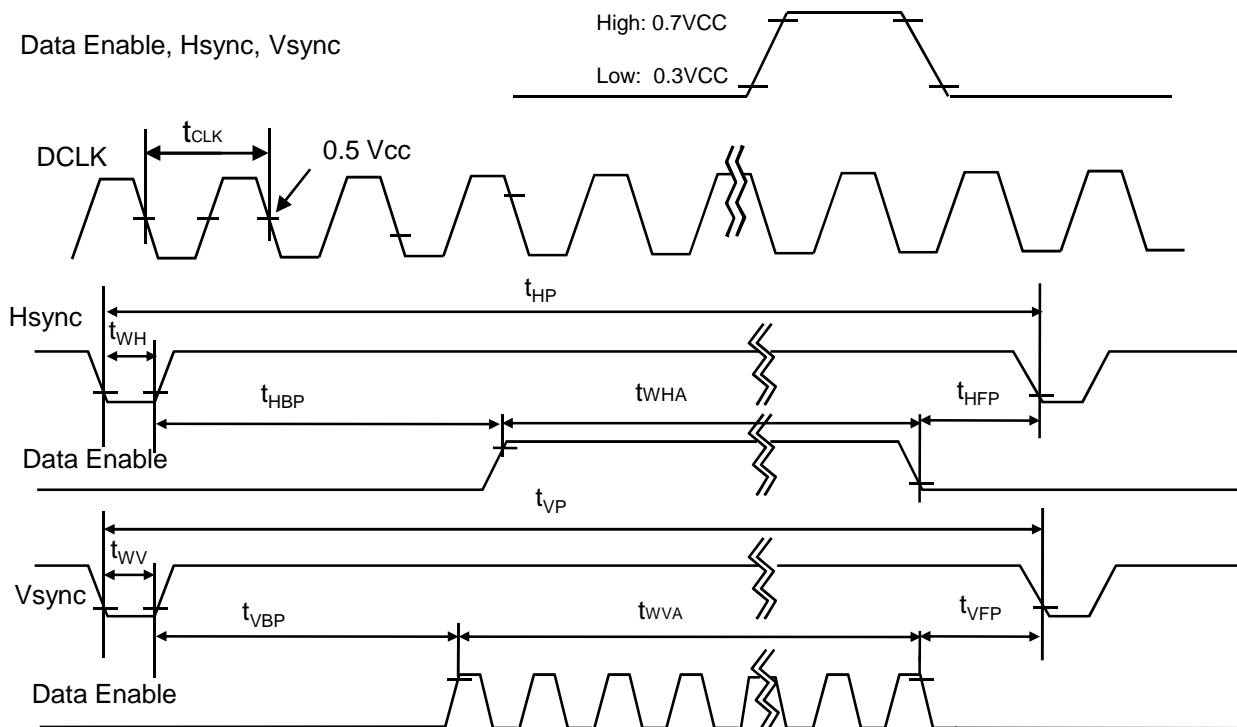 High: 0.7VCC
Data Enable, Hsync, Vsync
Low: 0.3VCC
tCLK
DCLK
0.5 Vcc
tHP
Hsync
tWH
tHBP
tWHA
tHFP
Data Enable
tVP
tWV
Vsync
tVBP
tWVA
tVFP
Data Enable